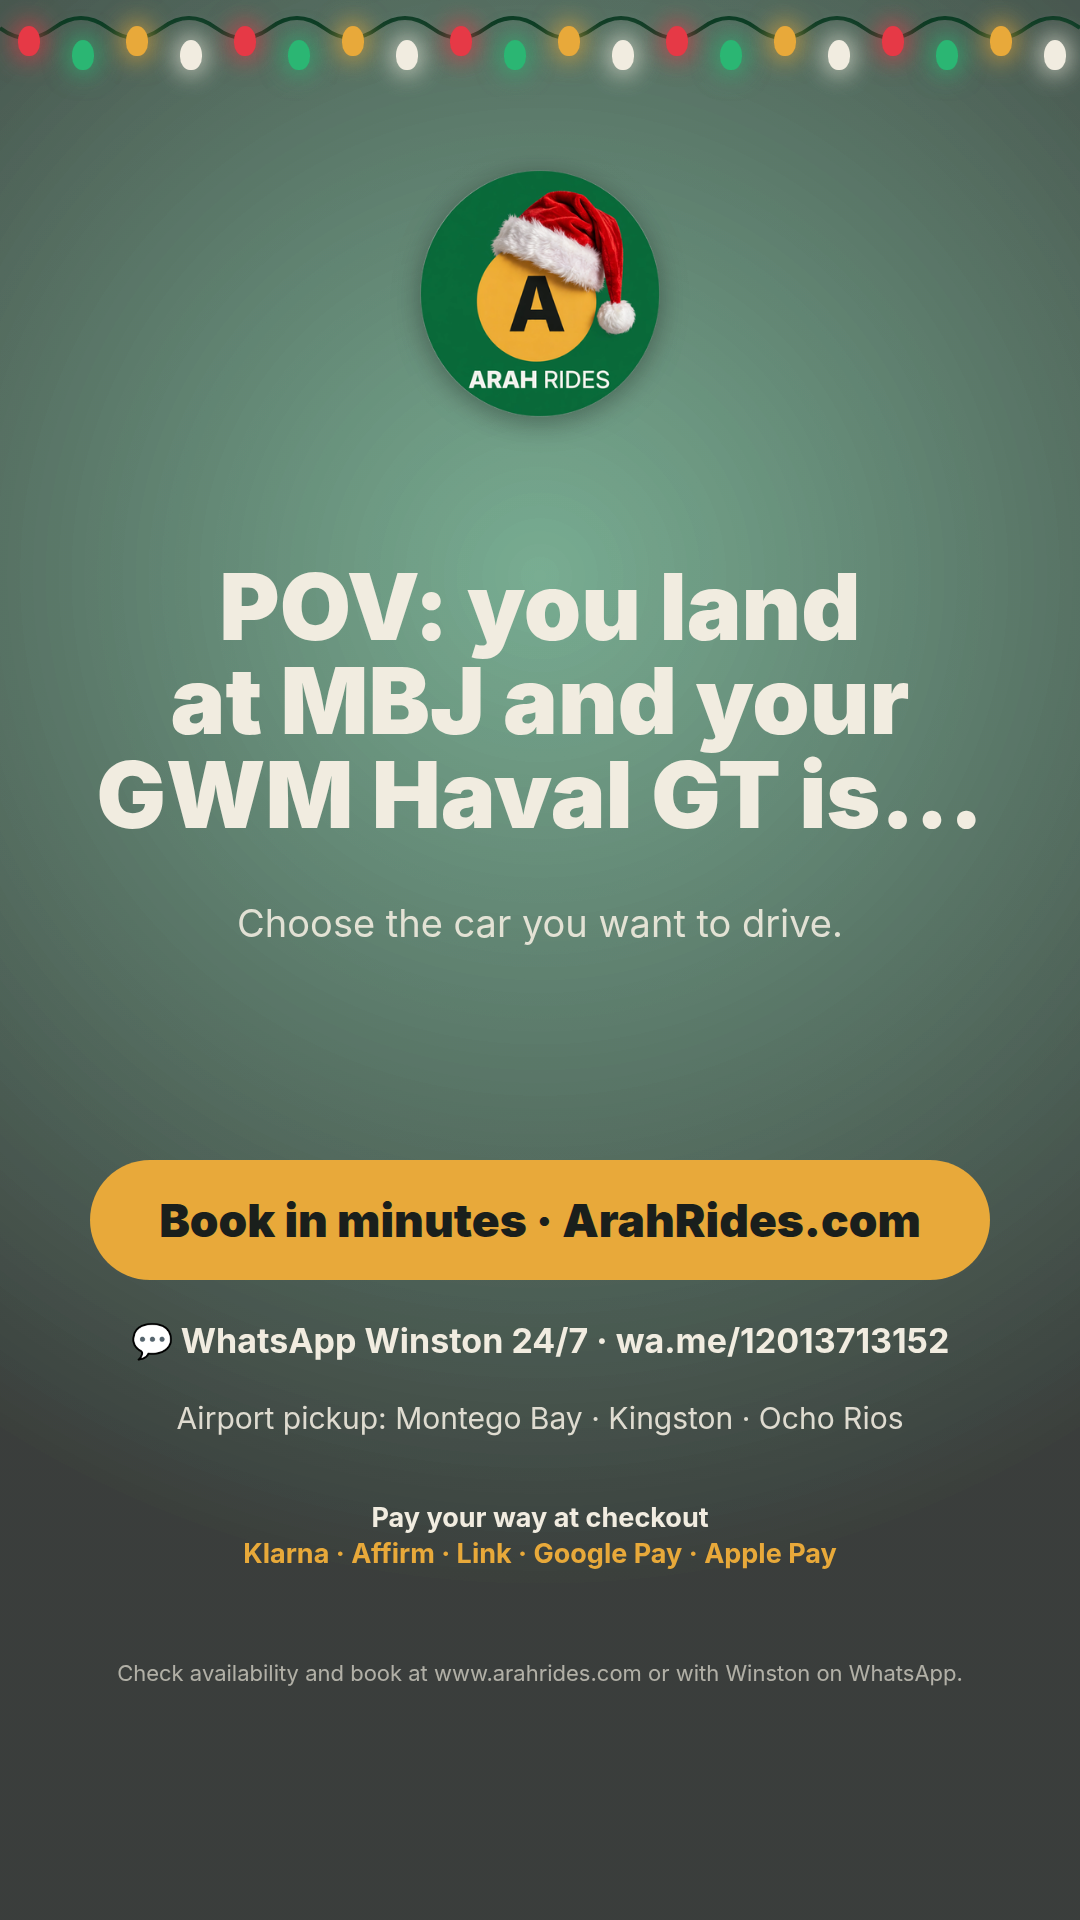 A
ARAH RIDES
POV: you land
at MBJ and your
GWM Haval GT is...
Choose the car you want to drive.
Book in minutes · ArahRides.com
💬 WhatsApp Winston 24/7 · wa.me/12013713152
Airport pickup: Montego Bay · Kingston · Ocho Rios
Pay your way at checkout
Klarna · Affirm · Link · Google Pay · Apple Pay
Check availability and book at www.arahrides.com or with Winston on WhatsApp.